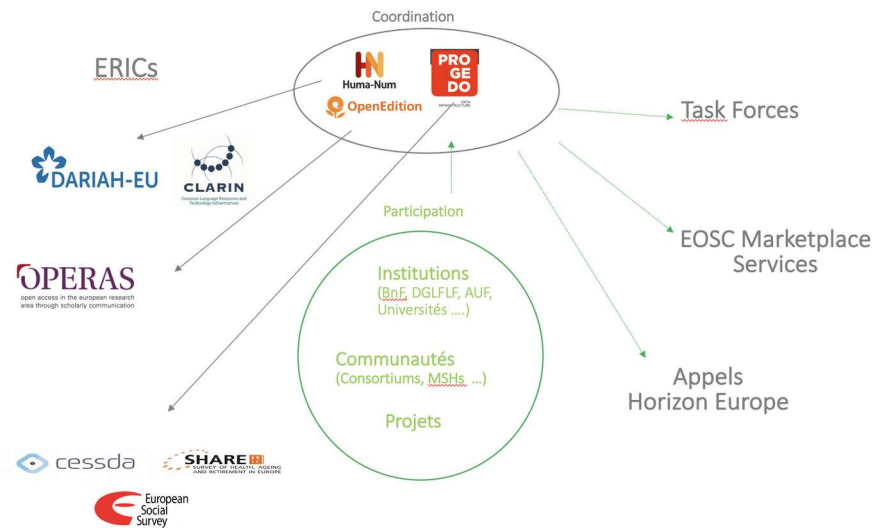 Coordination
ERICs
Huma-Num
OpenEdition
PRO
GE
DO
DATA
INFRASTRUCTURE
Task Forces
DARIAH-EU
CLARIN
Common Language Resources and
Technology Infrastructure
Participation
EOSC Marketplace
Services
OPERAS
open access in the european research
area through scholarly communication
Institutions
(BnF, DGLFLF, AUF,
Universités ....)
Communautés
(Consortiums, MSHs ...)
Projets
Appels
Horizon Europe
cessda
SHARE
SURVEY OF HEALTH, AGEING
AND RETIREMENT IN EUROPE
European
Social
Survey